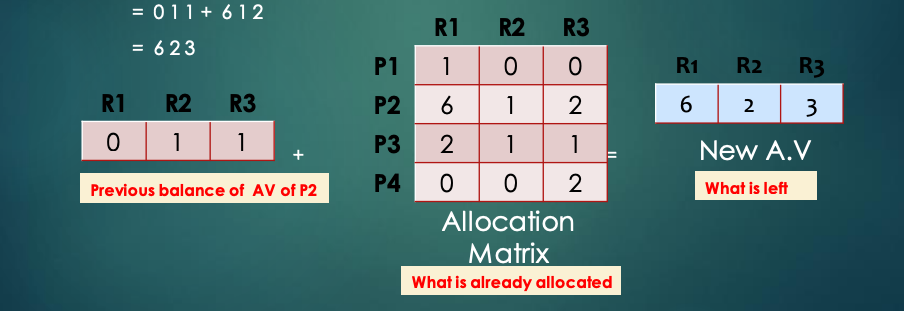 = 0 1 1 + 6 1 2
= 6 2 3
R1 R2 R3
0 1 1
Previous balance of AV of P2
+
R1 R2 R3
P1 1 0 0
P2 6 1 2
P3 2 1 1
P4 0 0 2
Allocation
Matrix
What is already allocated
=
R1 R2 R3
6 2 3
New A.V
What is left